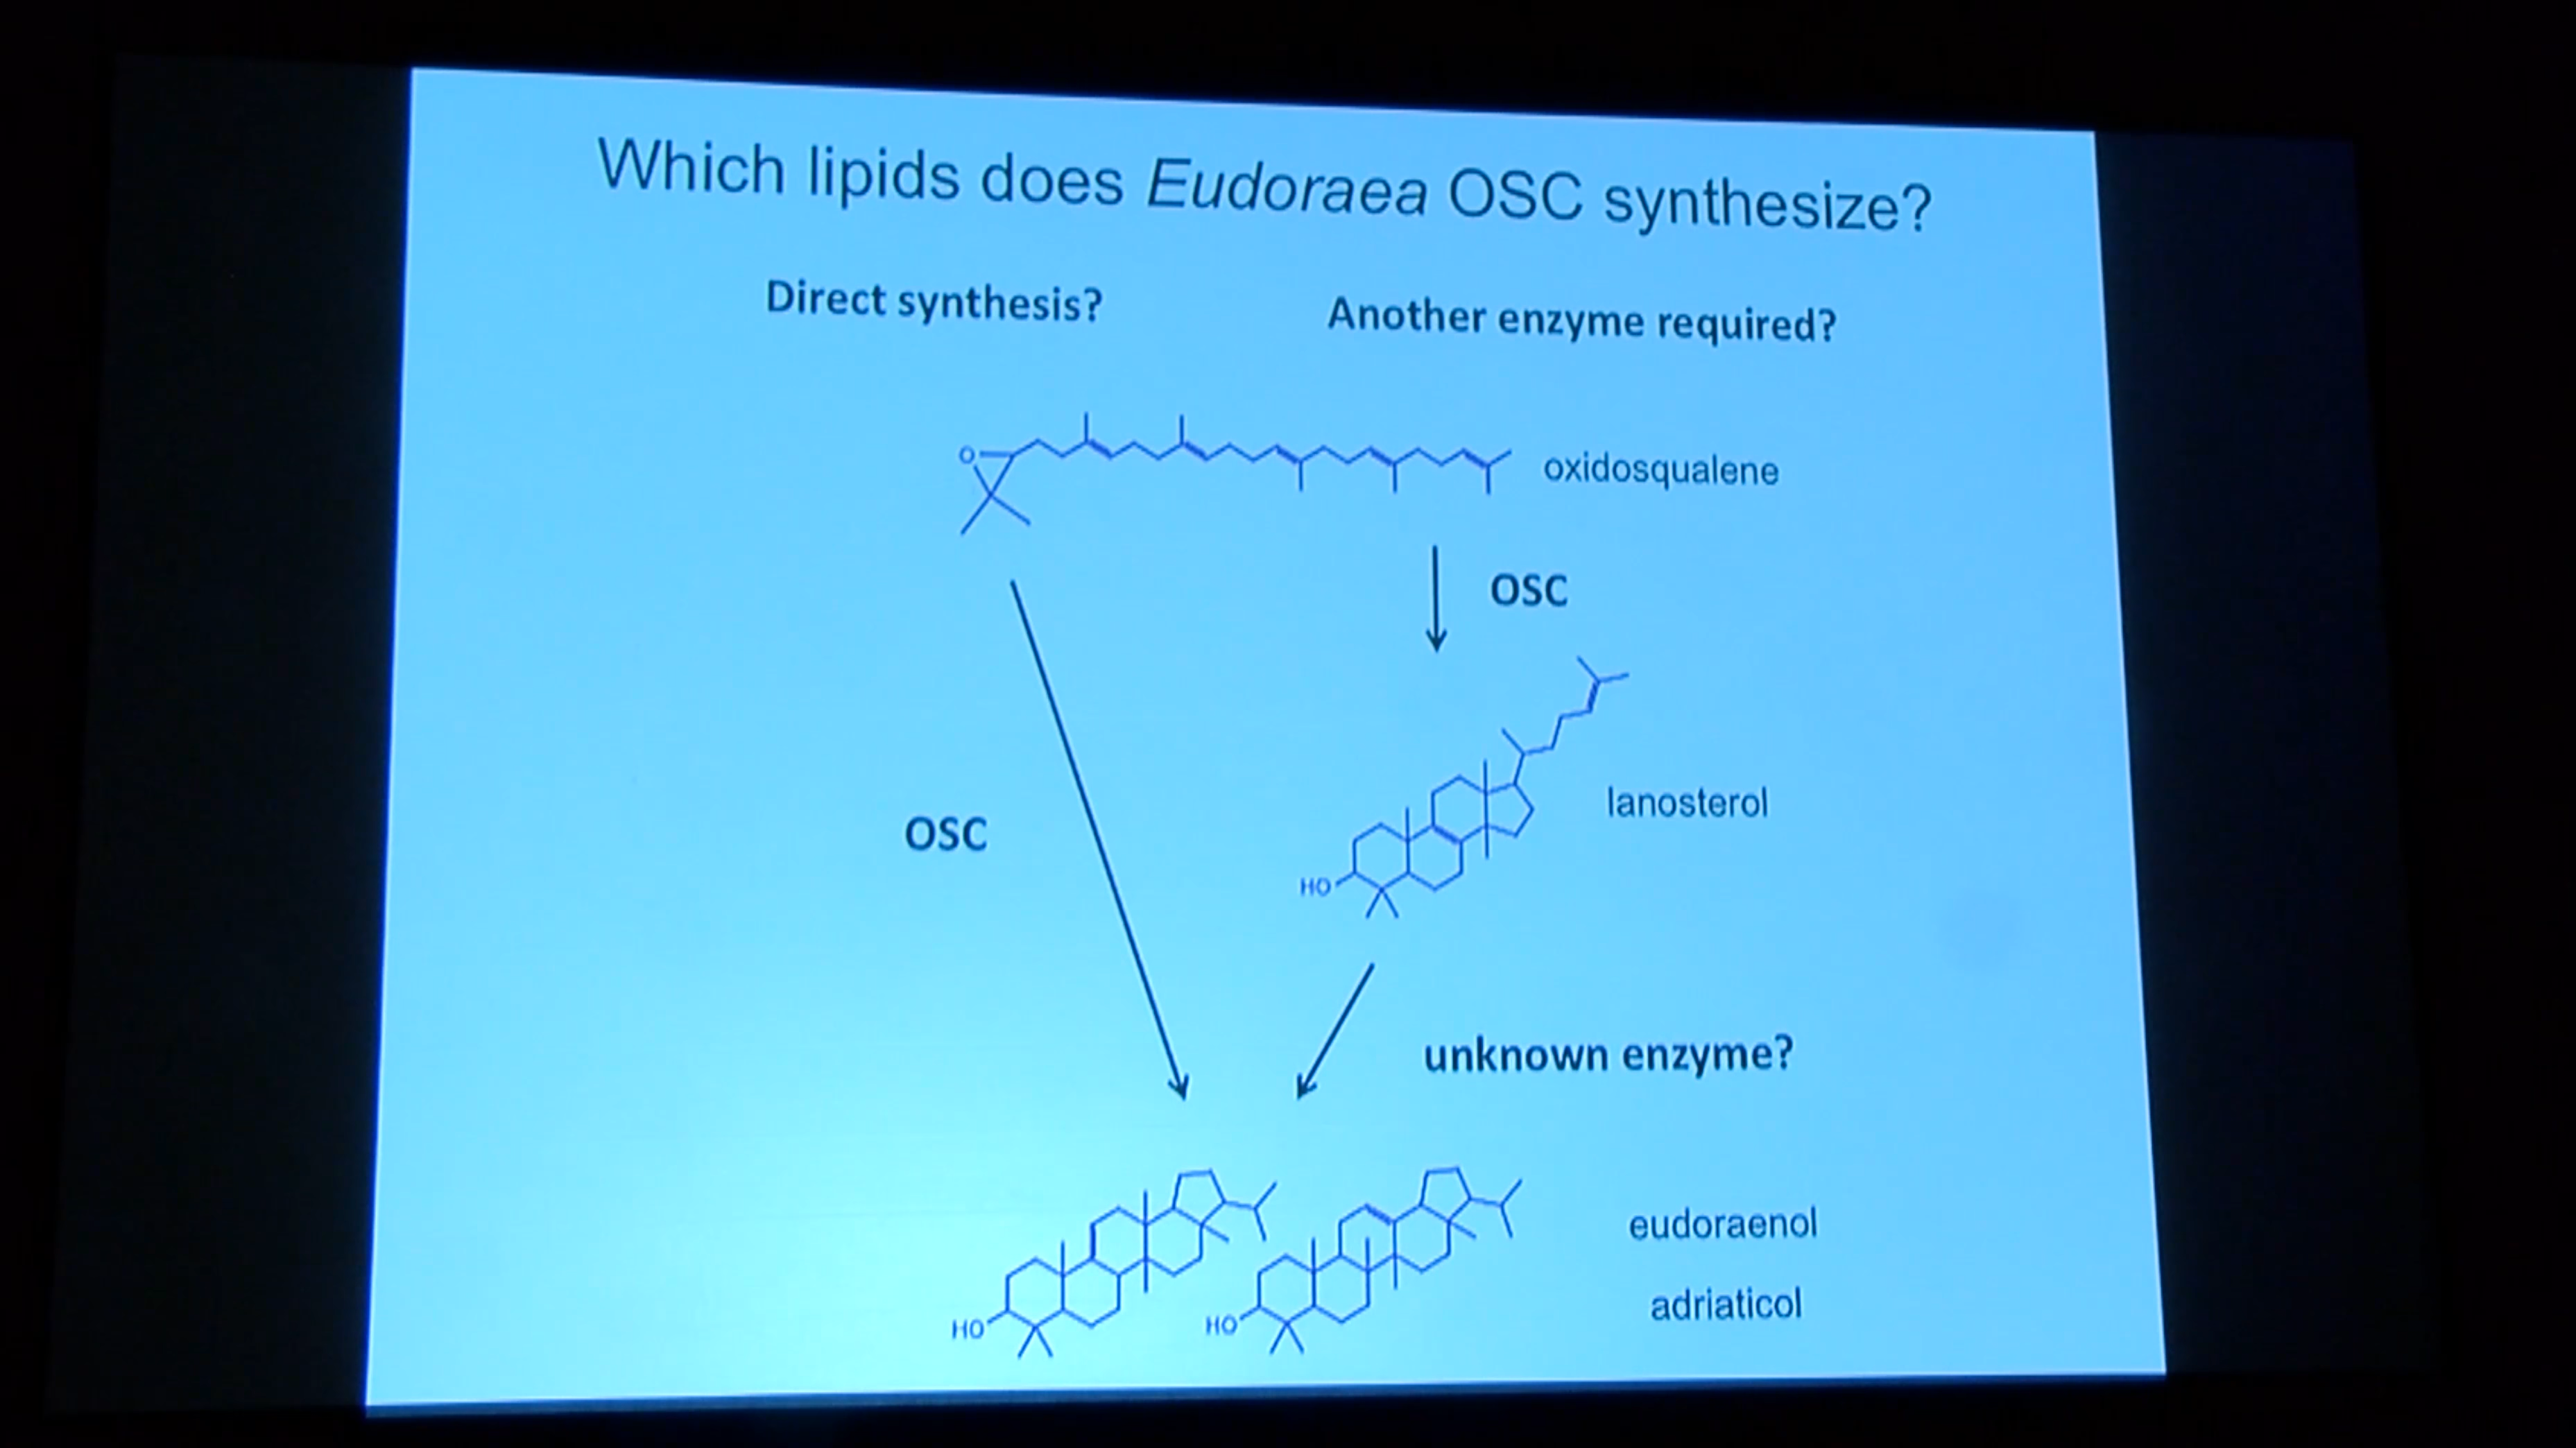 Which lipids does Eudoraea OSC synthesize?
Direct synthesis?
Another enzyme required?
O
oxidosqualene
OSC
OSC
lanosterol
HO
unknown enzyme?
HO
HO
eudoraenol
adriaticol